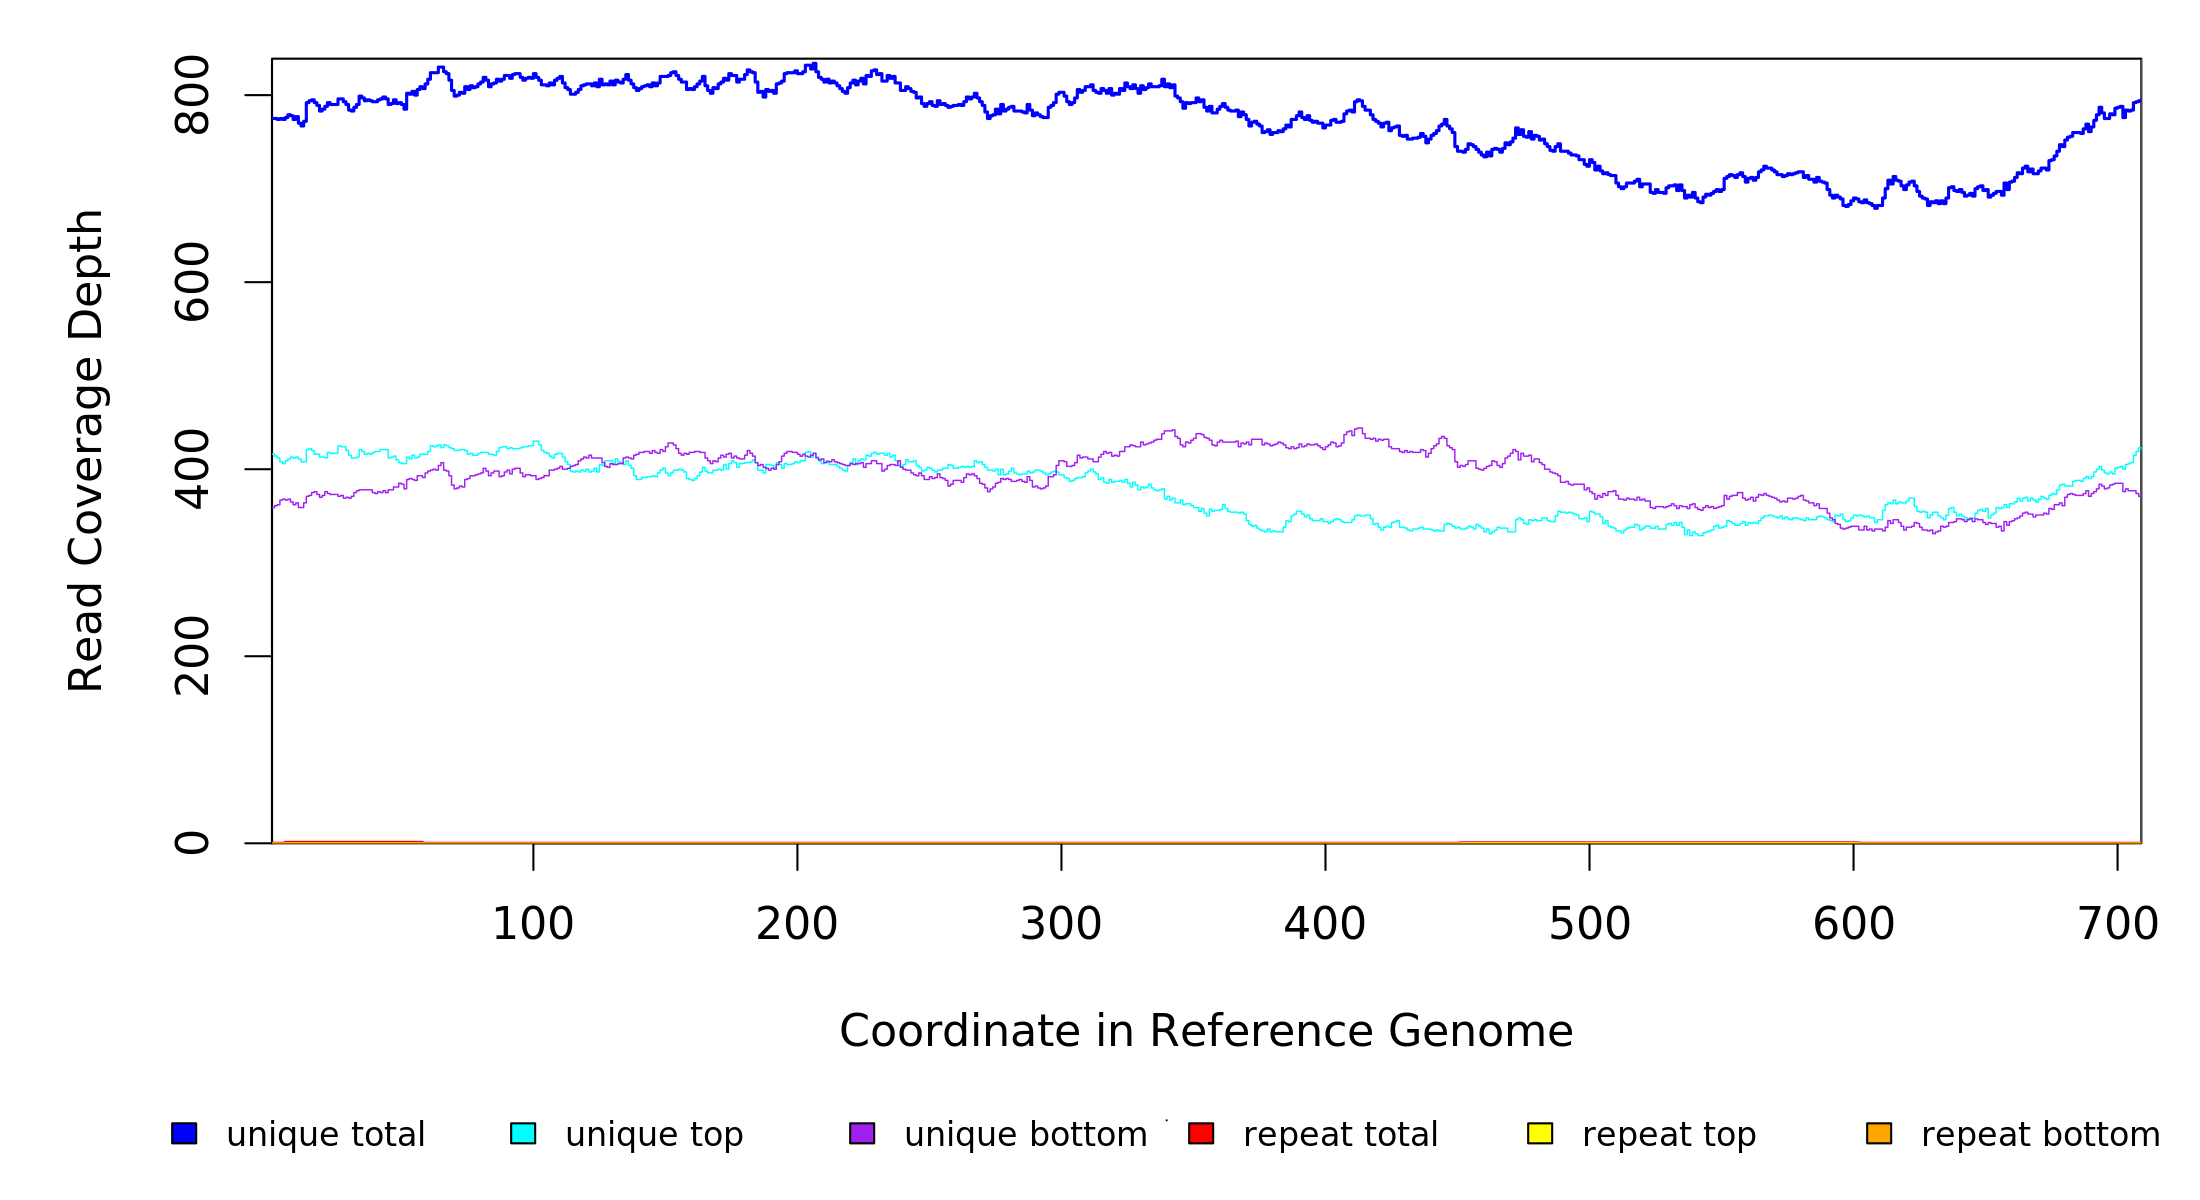 Read Coverage Depth
800
600
400
200
0
100 200 300 400 500 600 700
Coordinate in Reference Genome
unique total unique top unique bottom repeat total repeat top repeat bottom